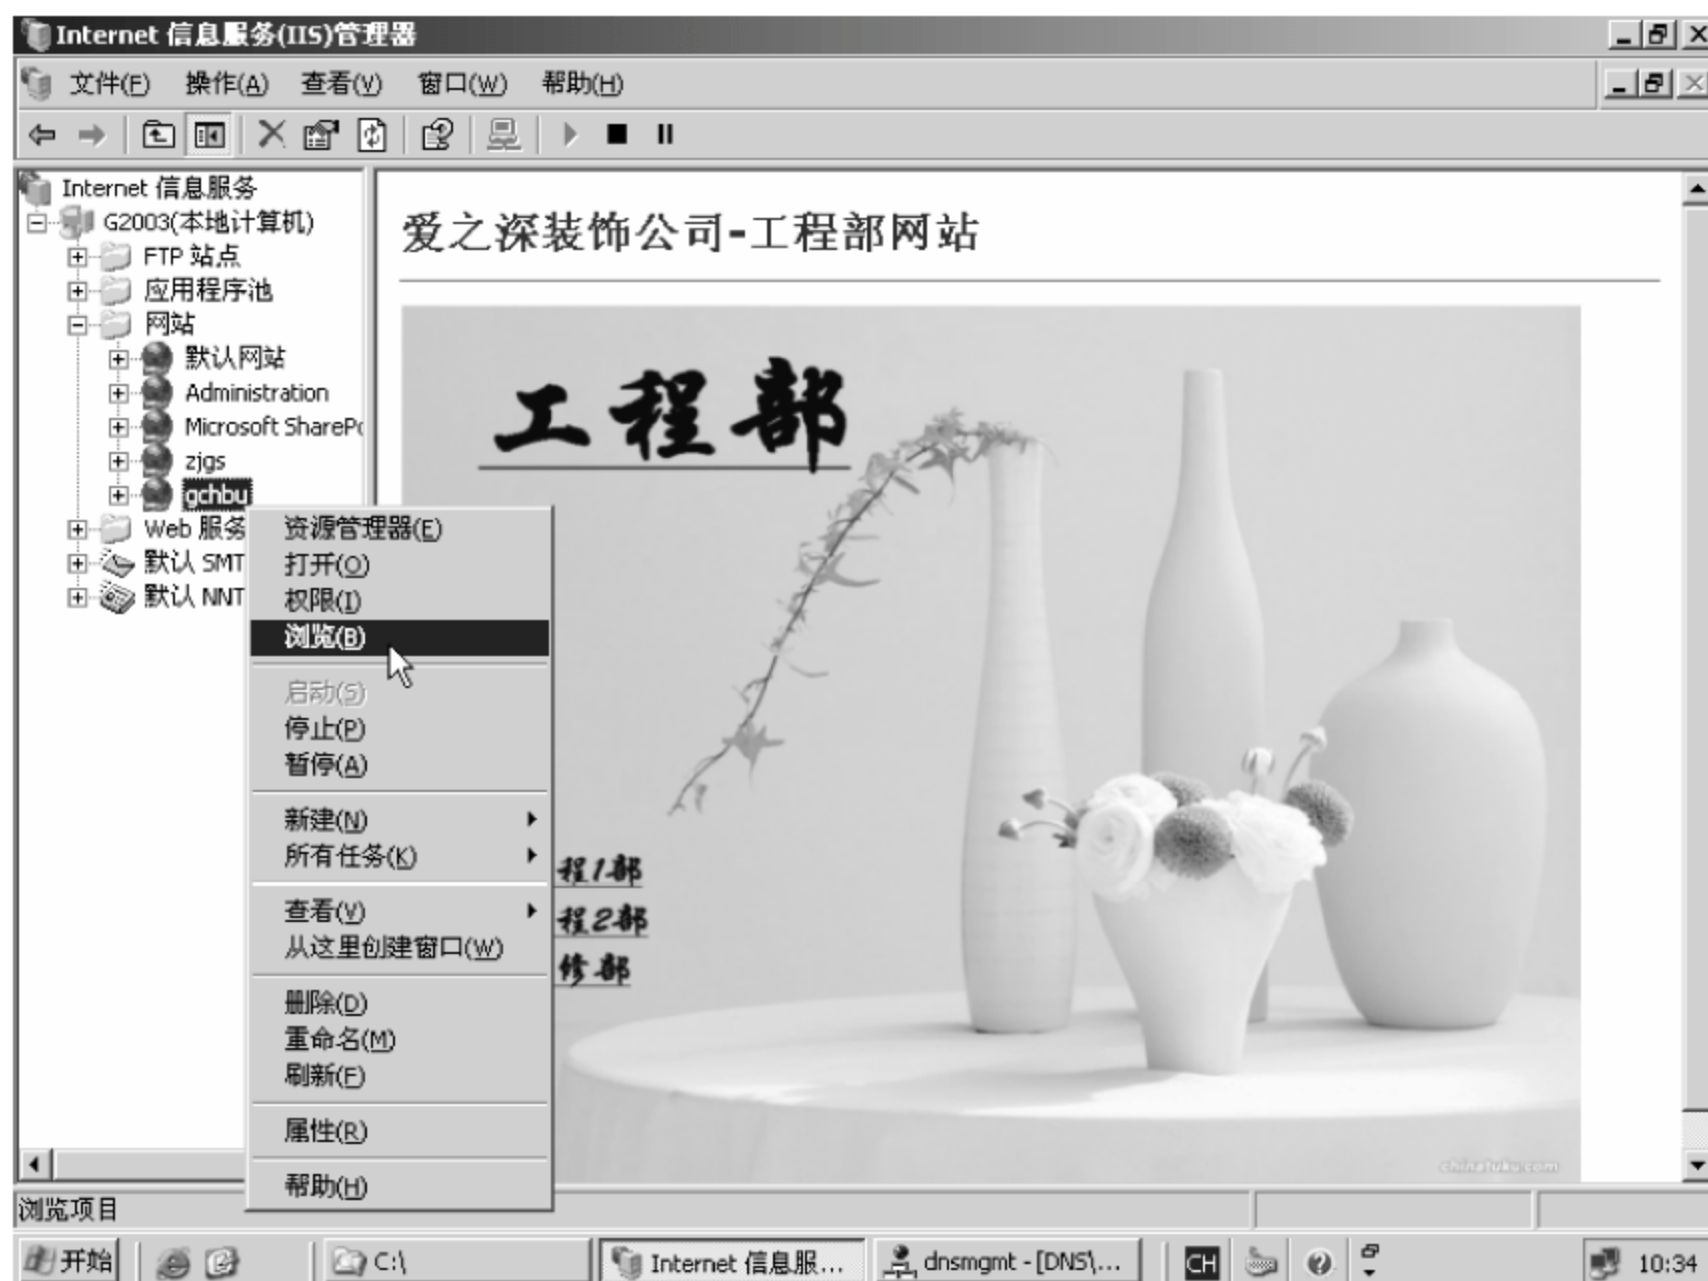 Internet 信息服务(IIS)管理器
文件(F) 操作(A) 查看(V) 窗口(W) 帮助(H)
Internet 信息服务
G2003(本地计算机)
FTP 站点
应用程序池
网站
默认网站
Administration
Microsoft SharePo
zjgs
gchbu
Web 服务
默认 SMT
默认 NNT
爱之深装饰公司-工程部网站
工程部
程1部
程2部
修部
chinatuku.com
资源管理器(E)
打开(O)
权限(I)
浏览(B)
启动(S)
停止(P)
暂停(A)
新建(N)
所有任务(K)
查看(V)
从这里创建窗口(W)
删除(D)
重命名(M)
刷新(F)
属性(R)
帮助(H)
浏览项目
开始 C:\ Internet 信息服... dnsmgmt - [DNS\... CH 10:34